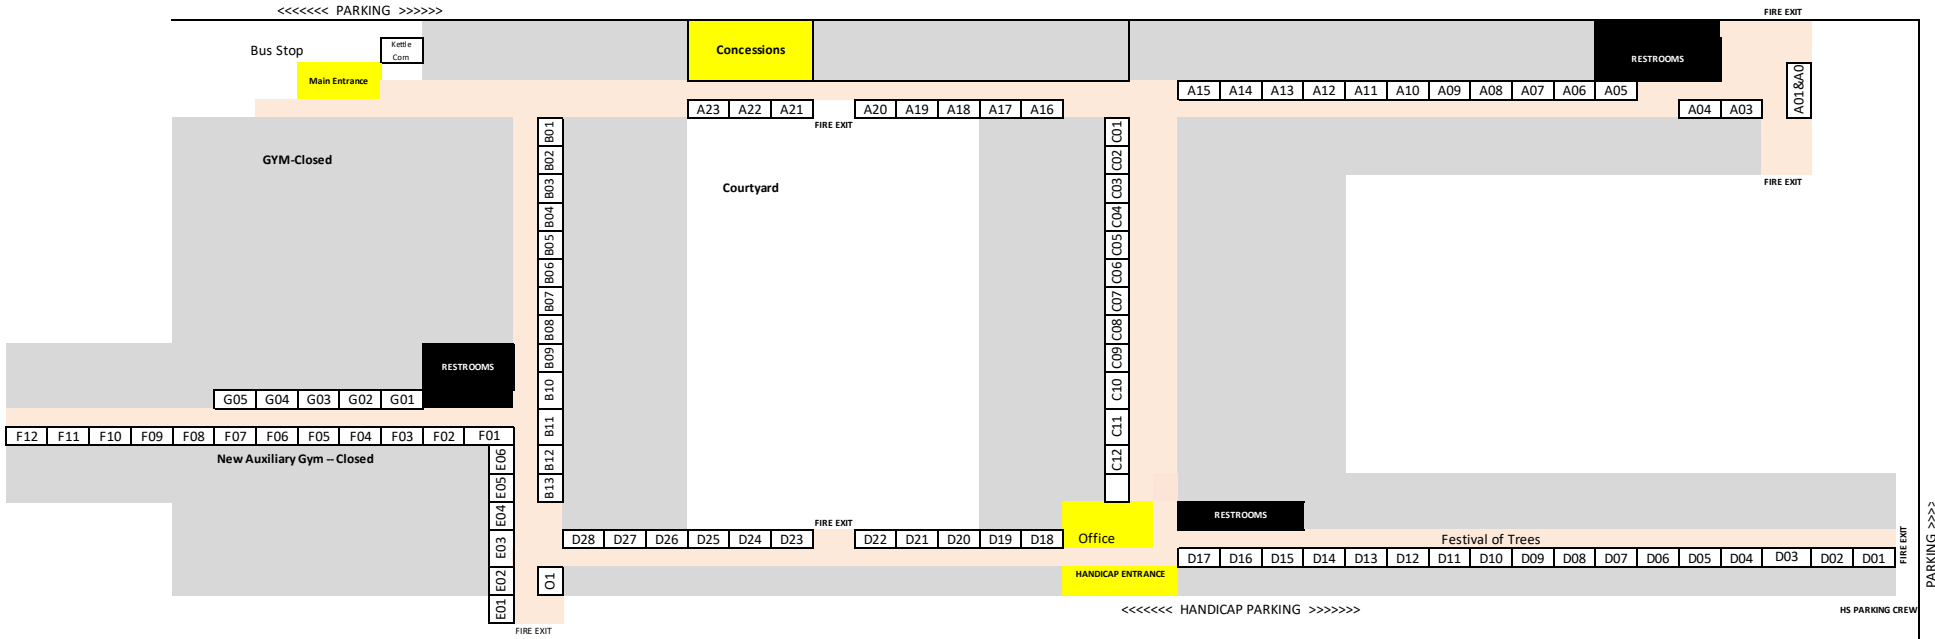 <<<<<<< PARKING >>>>>>
FIRE EXIT
Bus Stop
Kettle
Corn
Concessions
RESTROOMS
Main Entrance
A15 A14 A13 A12 A11 A10 A09 A08 A07 A06 A05
A01&A0
A23 A22 A21 A20 A19 A18 A17 A16
A04 A03
FIRE EXIT
GYM-Closed
Courtyard
FIRE EXIT
B01
B02
B03
B04
B05
B06
B07
B08
B09
B10
B11
B12
B13
C01
C02
C03
C04
C05
C06
C07
C08
C09
C10
C11
C12
RESTROOMS
G05 G04 G03 G02 G01
F12 F11 F10 F09 F08 F07 F06 F05 F04 F03 F02 F01
New Auxiliary Gym -- Closed
E06
E05
E04
E03
E02
E01
O1
RESTROOMS
FIRE EXIT
D28 D27 D26 D25 D24 D23 D22 D21 D20 D19 D18
Office
Festival of Trees
FIRE EXIT
D17 D16 D15 D14 D13 D12 D11 D10 D09 D08 D07 D06 D05 D04 D03 D02 D01
HANDICAP ENTRANCE
<<<<<<< HANDICAP PARKING >>>>>>>
HS PARKING CREW
PARKING >>>>
FIRE EXIT